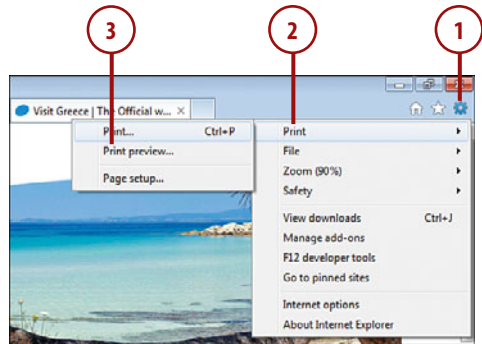 3
2
1
Visit Greece | The Official w...
Print... Ctrl+P
Print preview...
Page setup...
Print
File
Zoom (90%)
Safety
View downloads Ctrl+J
Manage add-ons
F12 developer tools
Go to pinned sites
Internet options
About Internet Explorer